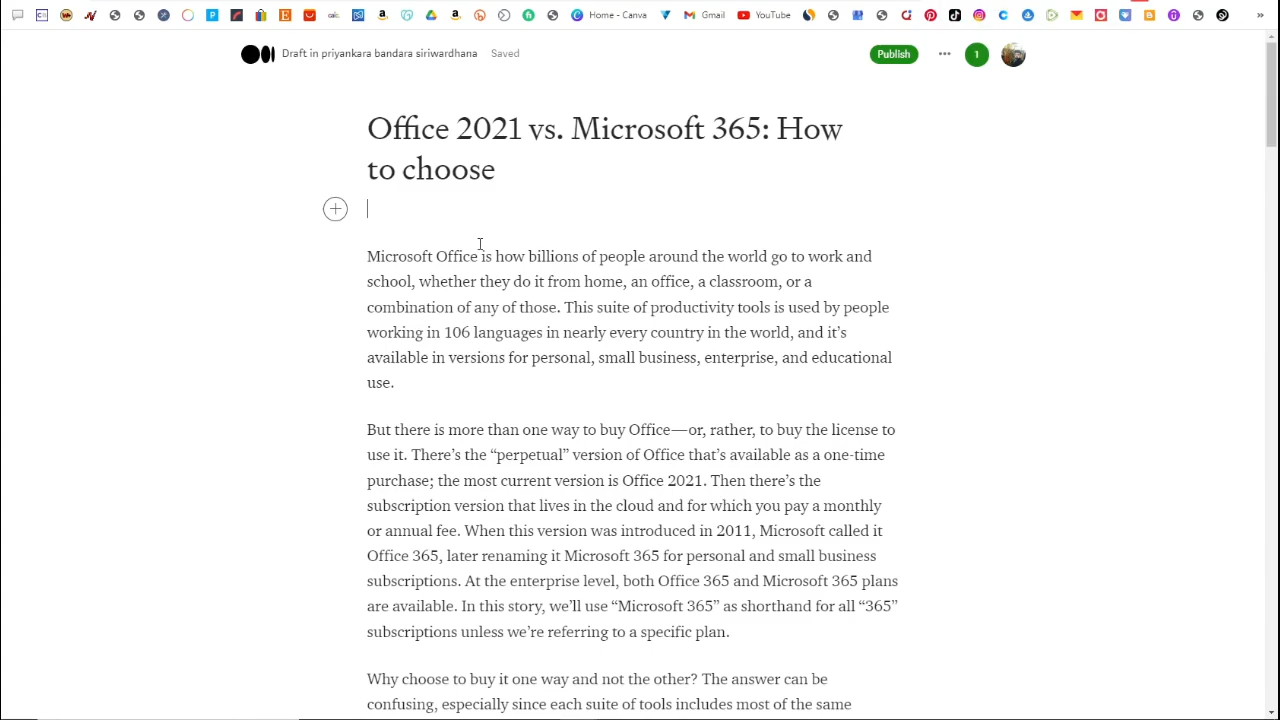 Home - Canva
Gmail
YouTube
»
Draft in priyankara bandara siriwardhana
Saved
Publish
1
Office 2021 vs. Microsoft 365: How
to choose
Microsoft Office is how billions of people around the world go to work and
school, whether they do it from home, an office, a classroom, or a
combination of any of those. This suite of productivity tools is used by people
working in 106 languages in nearly every country in the world, and it’s
available in versions for personal, small business, enterprise, and educational
use.
But there is more than one way to buy Office — or, rather, to buy the license to
use it. There’s the “perpetual” version of Office that’s available as a one-time
purchase; the most current version is Office 2021. Then there’s the
subscription version that lives in the cloud and for which you pay a monthly
or annual fee. When this version was introduced in 2011, Microsoft called it
Office 365, later renaming it Microsoft 365 for personal and small business
subscriptions. At the enterprise level, both Office 365 and Microsoft 365 plans
are available. In this story, we’ll use “Microsoft 365” as shorthand for all “365”
subscriptions unless we’re referring to a specific plan.
Why choose to buy it one way and not the other? The answer can be
confusing, especially since each suite of tools includes most of the same